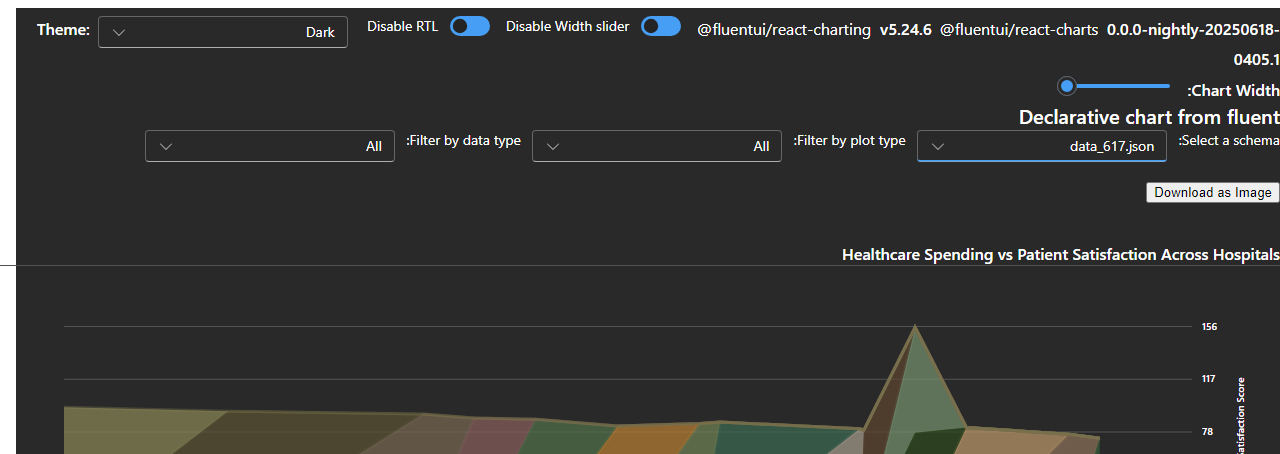 Theme: Dark Disable RTL Disable Width slider @fluentui/react-charting v5.24.6 @fluentui/react-charts 0.0.0-nightly-20250618-
0405.1
:Chart Width
Declarative chart from fluent
:Select a schema data_617.json :Filter by plot type All :Filter by data type All
Download as Image
Healthcare Spending vs Patient Satisfaction Across Hospitals
156
117
78
Satisfaction Score